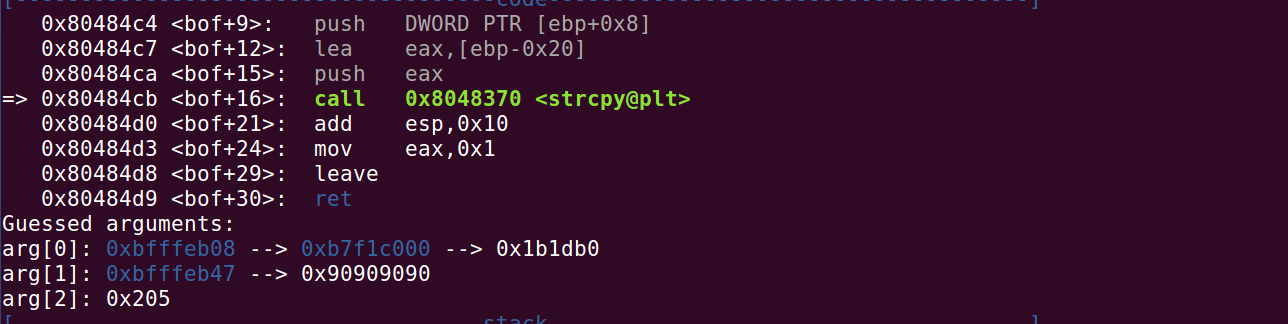 [-------------------------------------code-------------------------------------]
   0x80484c4 <bof+9>:	push   DWORD PTR [ebp+0x8]
   0x80484c7 <bof+12>:	lea    eax,[ebp-0x20]
   0x80484ca <bof+15>:	push   eax
=> 0x80484cb <bof+16>:	call   0x8048370 <strcpy@plt>
   0x80484d0 <bof+21>:	add    esp,0x10
   0x80484d3 <bof+24>:	mov    eax,0x1
   0x80484d8 <bof+29>:	leave
   0x80484d9 <bof+30>:	ret
Guessed arguments:
arg[0]: 0xbfffeb08 --> 0xb7f1c000 --> 0x1b1db0
arg[1]: 0xbfffeb47 --> 0x90909090
arg[2]: 0x205
[------------------------------------stack-------------------------------------]